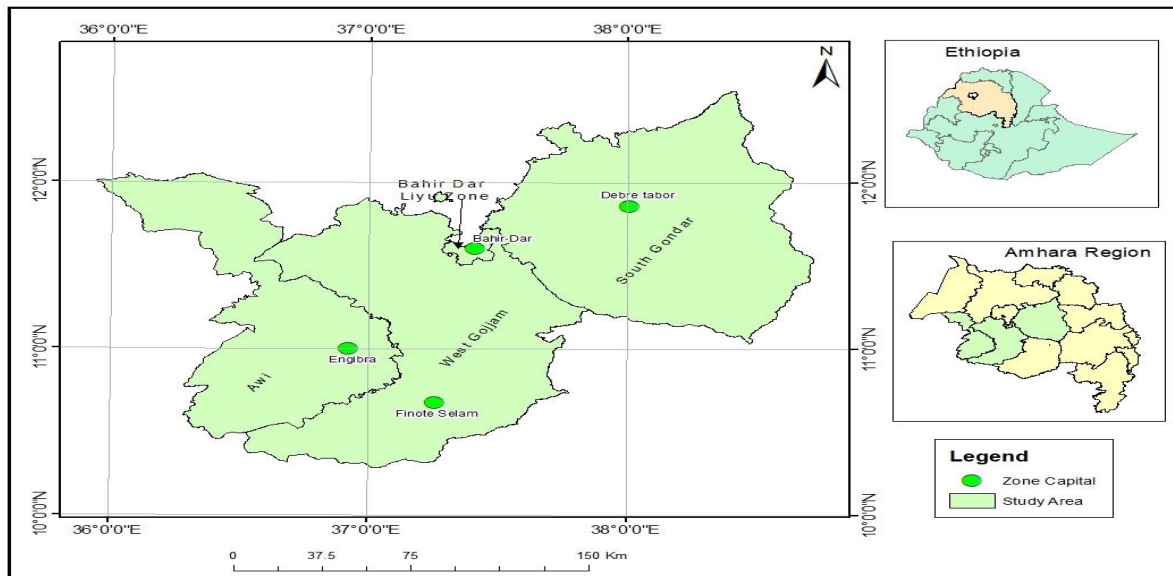 36°0'0"E 37°0'0"E 38°0'0"E
N
12°0'0"N 12°0'0"N
11°0'0"N 11°0'0"N
10°0'0"N 10°0'0"N
Bahir Dar
Liyu Zone
Debre tabor
Bahir-Dar
South Gondar
West Gojjam
Engibra
Awi
Finote Selam
36°0'0"E 37°0'0"E 38°0'0"E
0 37.5 75 150 Km
Ethiopia
Amhara Region
Legend
Zone Capital
Study Area